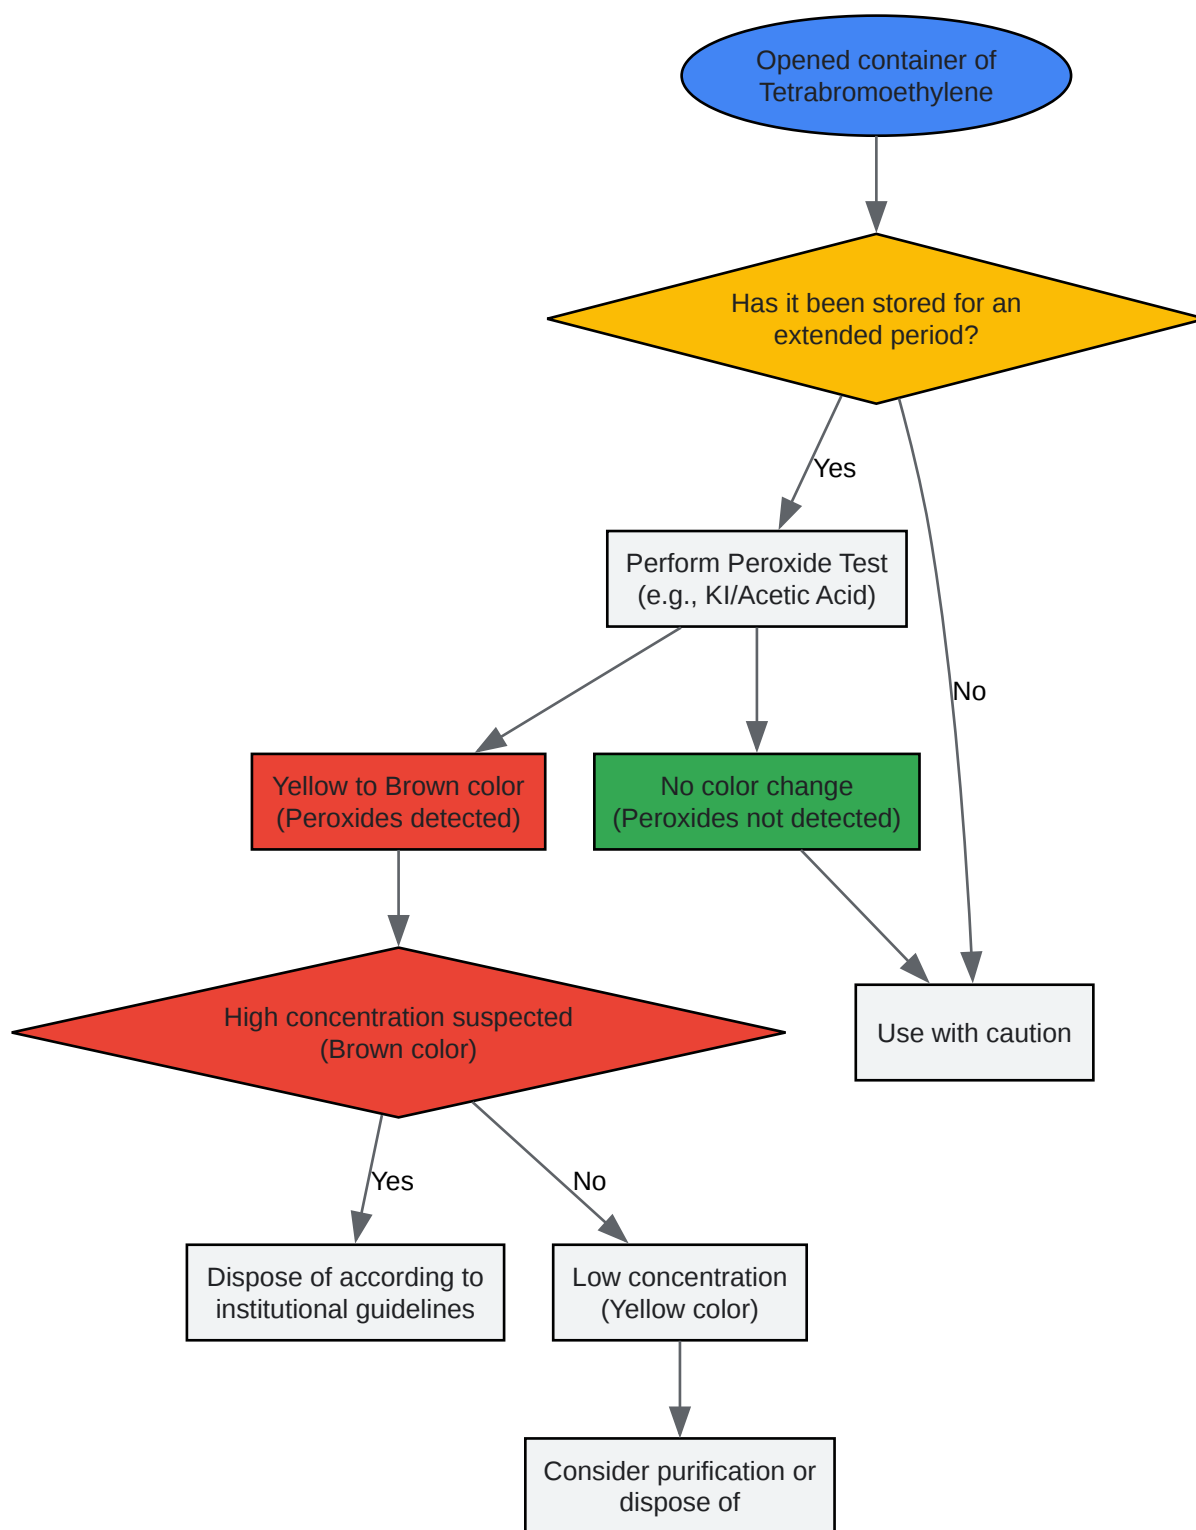 Opened container of
Tetrabromoethylene
Has it been stored for an
extended period?
Yes
Perform Peroxide Test
(e.g., KI/Acetic Acid)
No
Yellow to Brown color
(Peroxides detected)
No color change
(Peroxides not detected)
High concentration suspected
(Brown color)
Use with caution
Yes
No
Dispose of according to
institutional guidelines
Low concentration
(Yellow color)
Consider purification or
dispose of